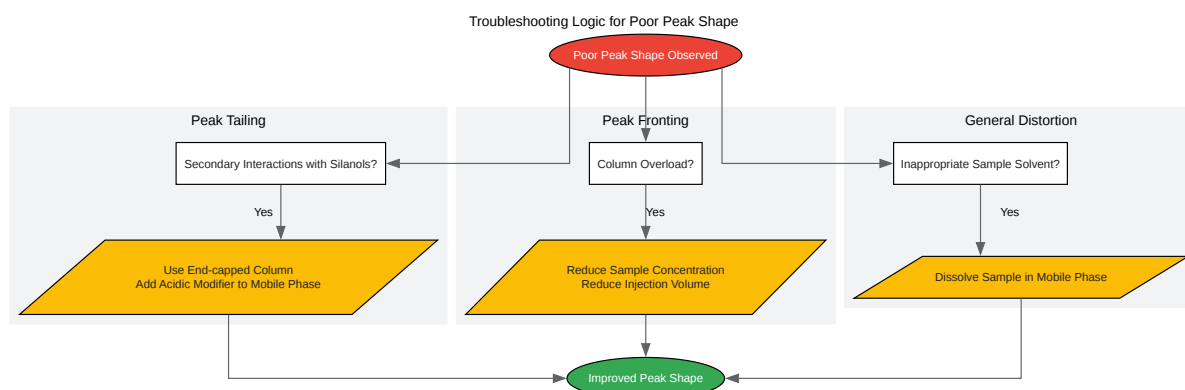 Troubleshooting Logic for Poor Peak Shape
Poor Peak Shape Observed
Peak Tailing
Peak Fronting
General Distortion
Secondary Interactions with Silanols?
Column Overload?
Inappropriate Sample Solvent?
Yes
Yes
Yes
Use End-capped Column
Add Acidic Modifier to Mobile Phase
Reduce Sample Concentration
Reduce Injection Volume
Dissolve Sample in Mobile Phase
Improved Peak Shape